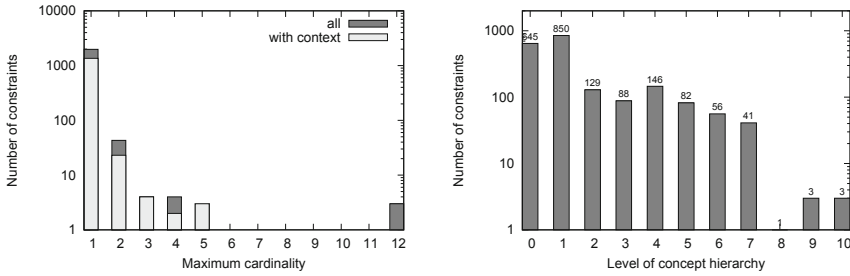 10000
1000
100
10
1
Number of constraints
all
with context
1 2 3 4 5 6 7 8 9 10 11 12
Maximum cardinality
1000
100
10
1
Number of constraints
645
850
129
88
146
82
56
41
1
3
3
0 1 2 3 4 5 6 7 8 9 10
Level of concept hierarchy